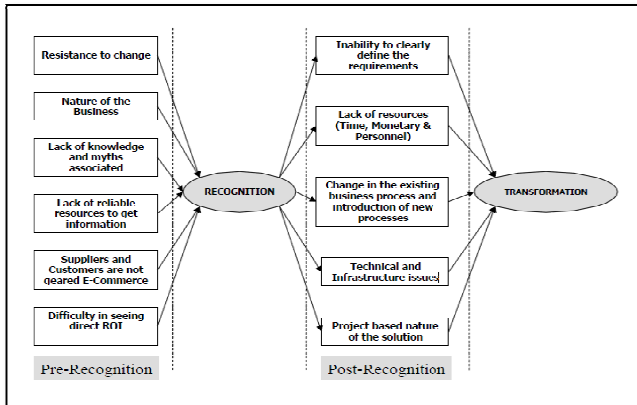 Resistance to change
Nature of the
Business
Lack of knowledge
and myths
associated
Lack of reliable
resources to get
information
Suppliers and
Customers are not
geared E-Commerce
Difficulty in seeing
direct ROI
Pre-Recognition
RECOGNITION
Inability to clearly
define the
requirements
Lack of resources
(Time, Monetary &
Personnel)
Change in the existing
business process and
introduction of new
processes
Technical and
Infrastructure issues
Project based nature
of the solution
Post-Recognition
TRANSFORMATION